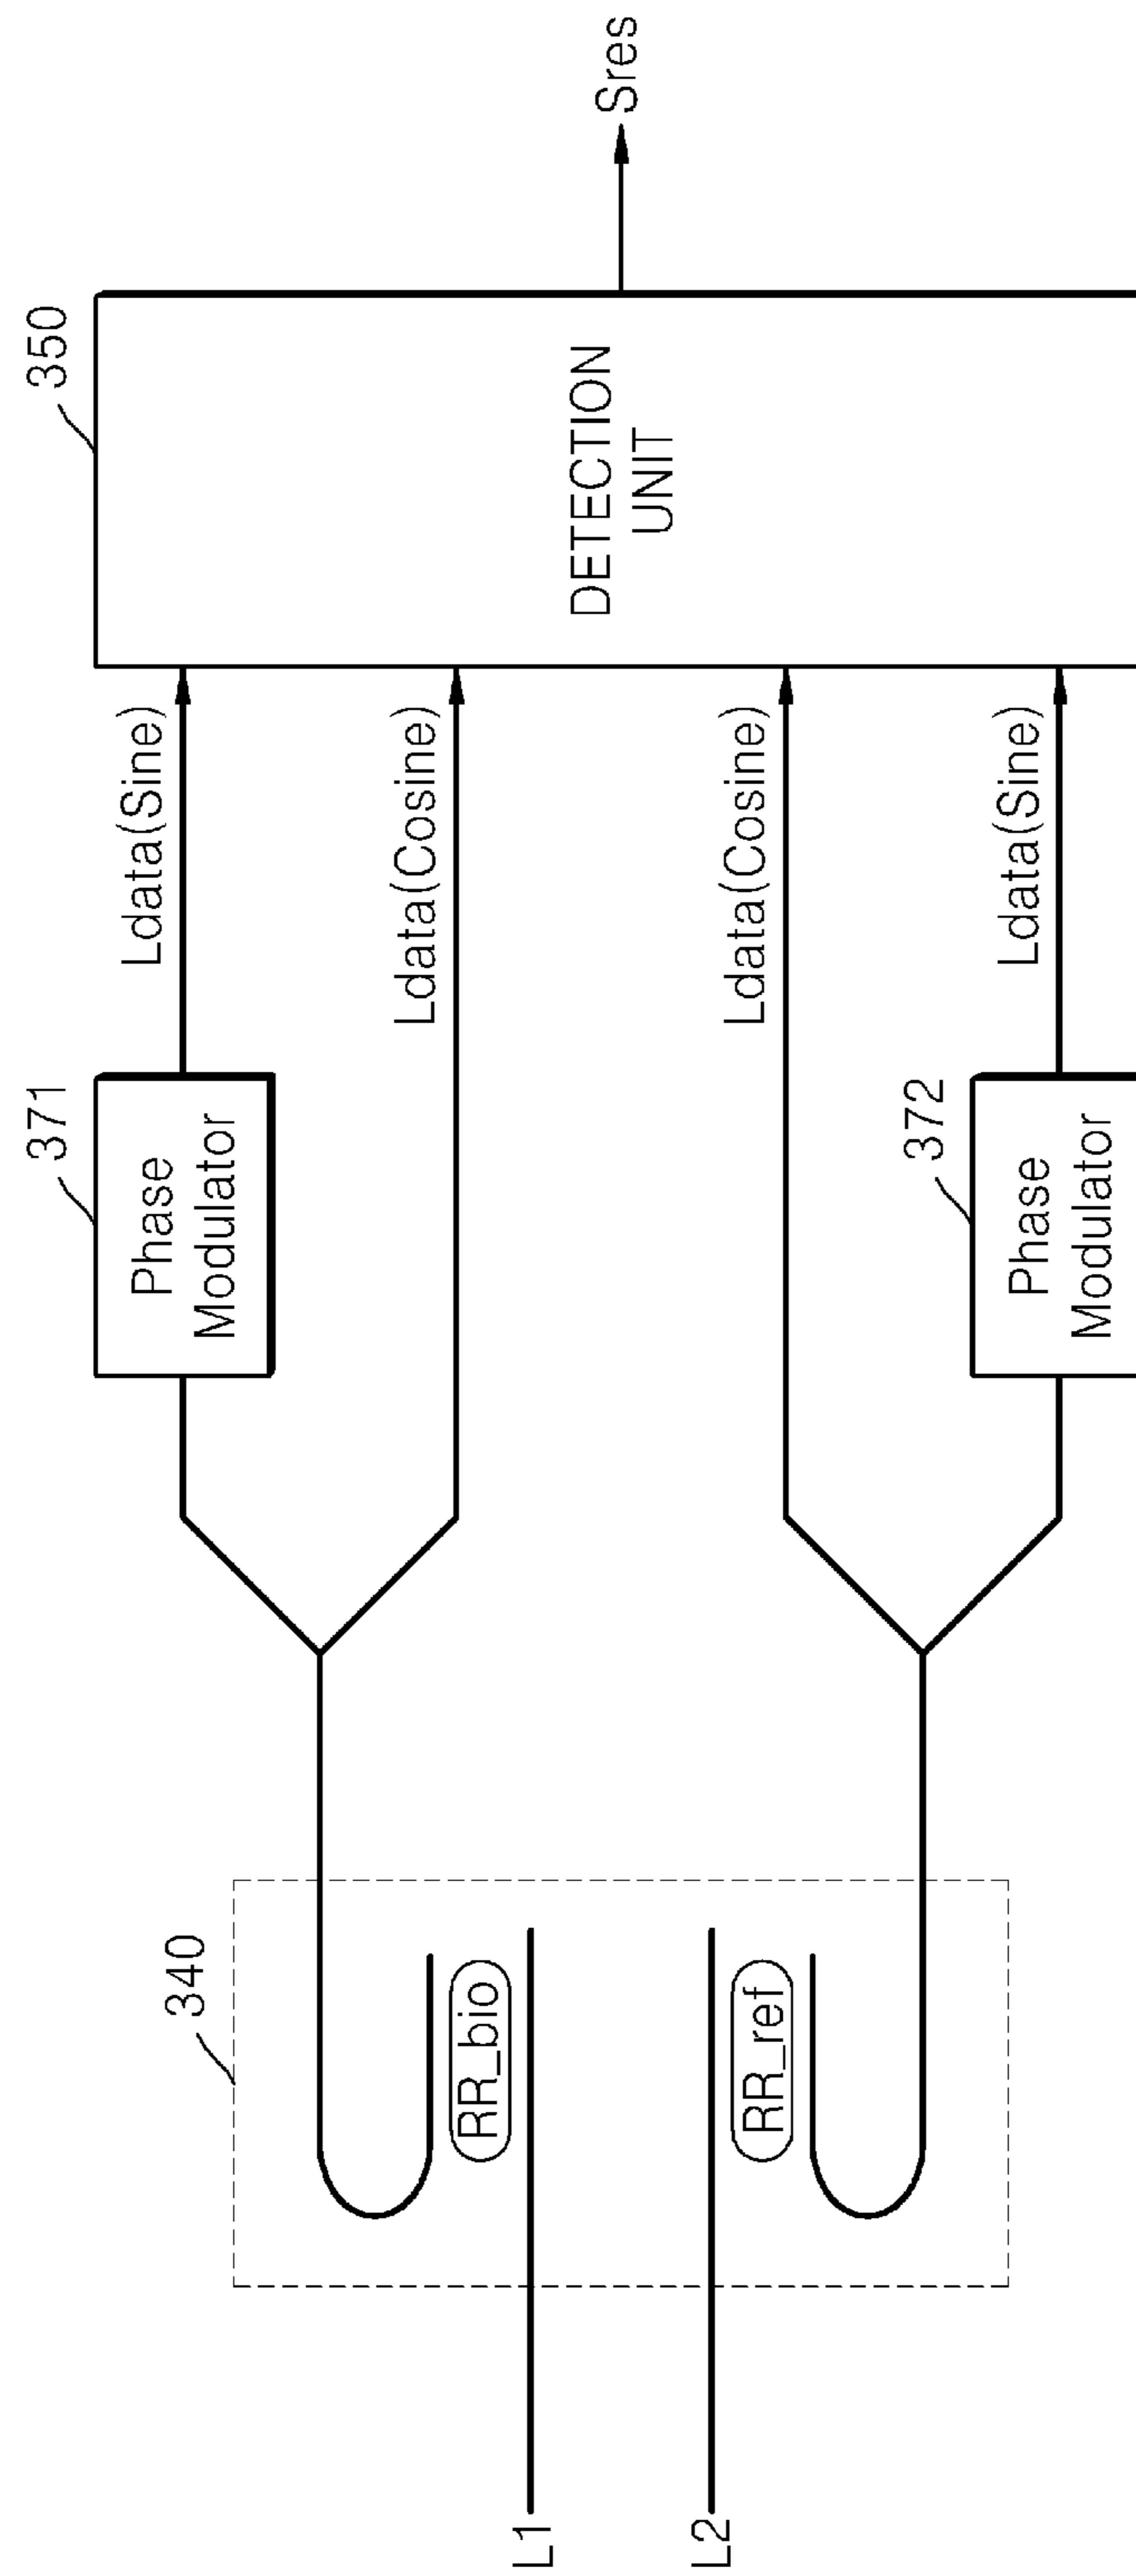 L1
L2
340
RR_bio
RR_ref
371
Phase
Modulator
372
Phase
Modulator
Ldata(Sine)
Ldata(Cosine)
Ldata(Cosine)
Ldata(Sine)
350
DETECTION
UNIT
Sres